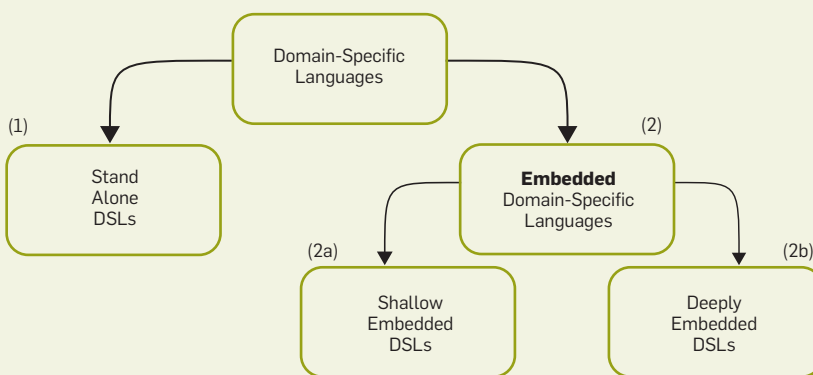 Domain-Specific
Languages
(1)
Stand
Alone
DSLs
(2)
Embedded
Domain-Specific
Languages
(2a)
Shallow
Embedded
DSLs
(2b)
Deeply
Embedded
DSLs